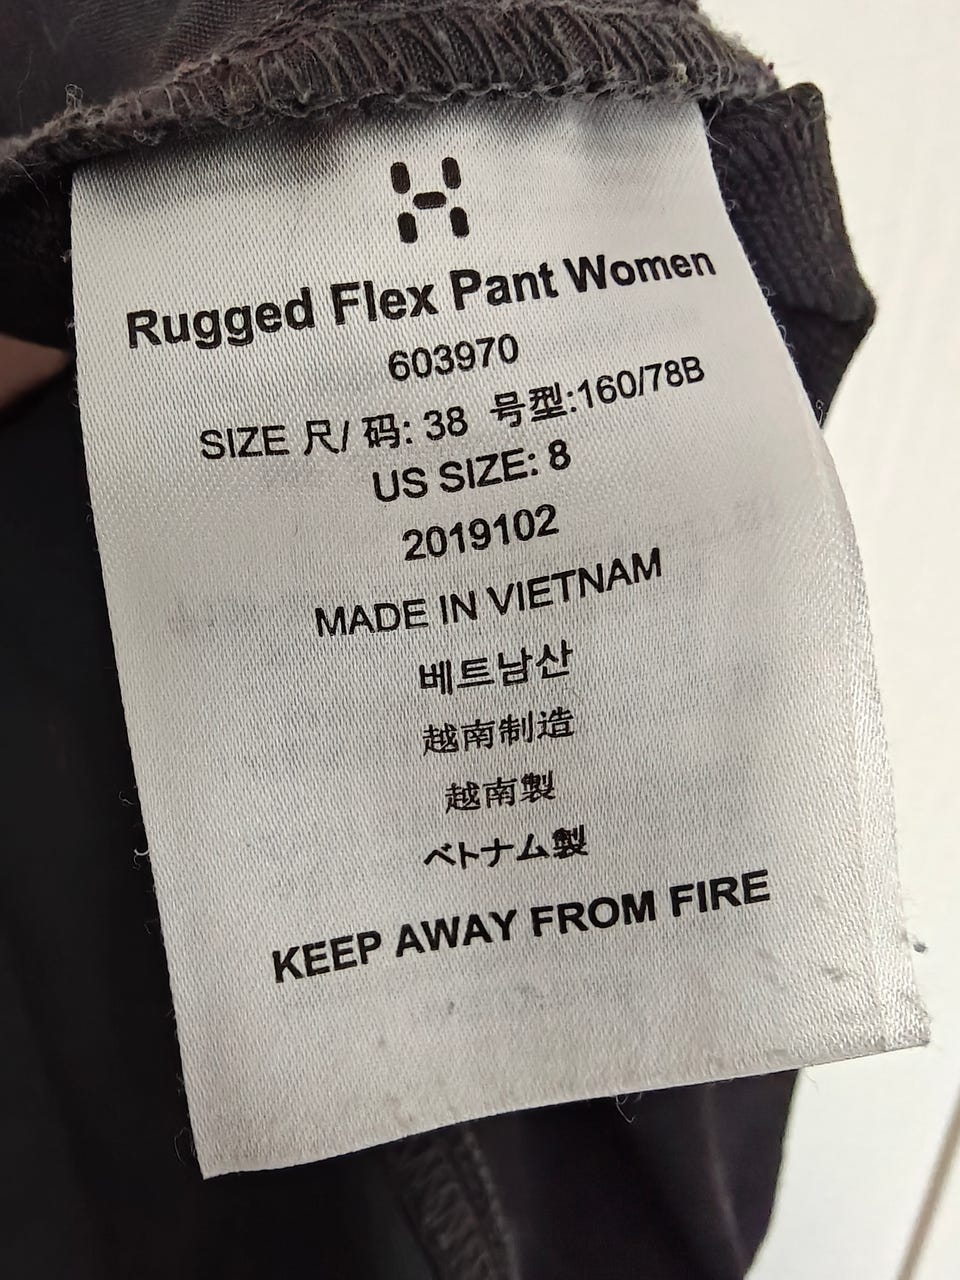 Rugged Flex Pant Women
603970
SIZE 尺/ 码: 38 号型:160/78B
US SIZE: 8
2019102
MADE IN VIETNAM
베트남산
越南制造
越南製
ベトナム製
KEEP AWAY FROM FIRE